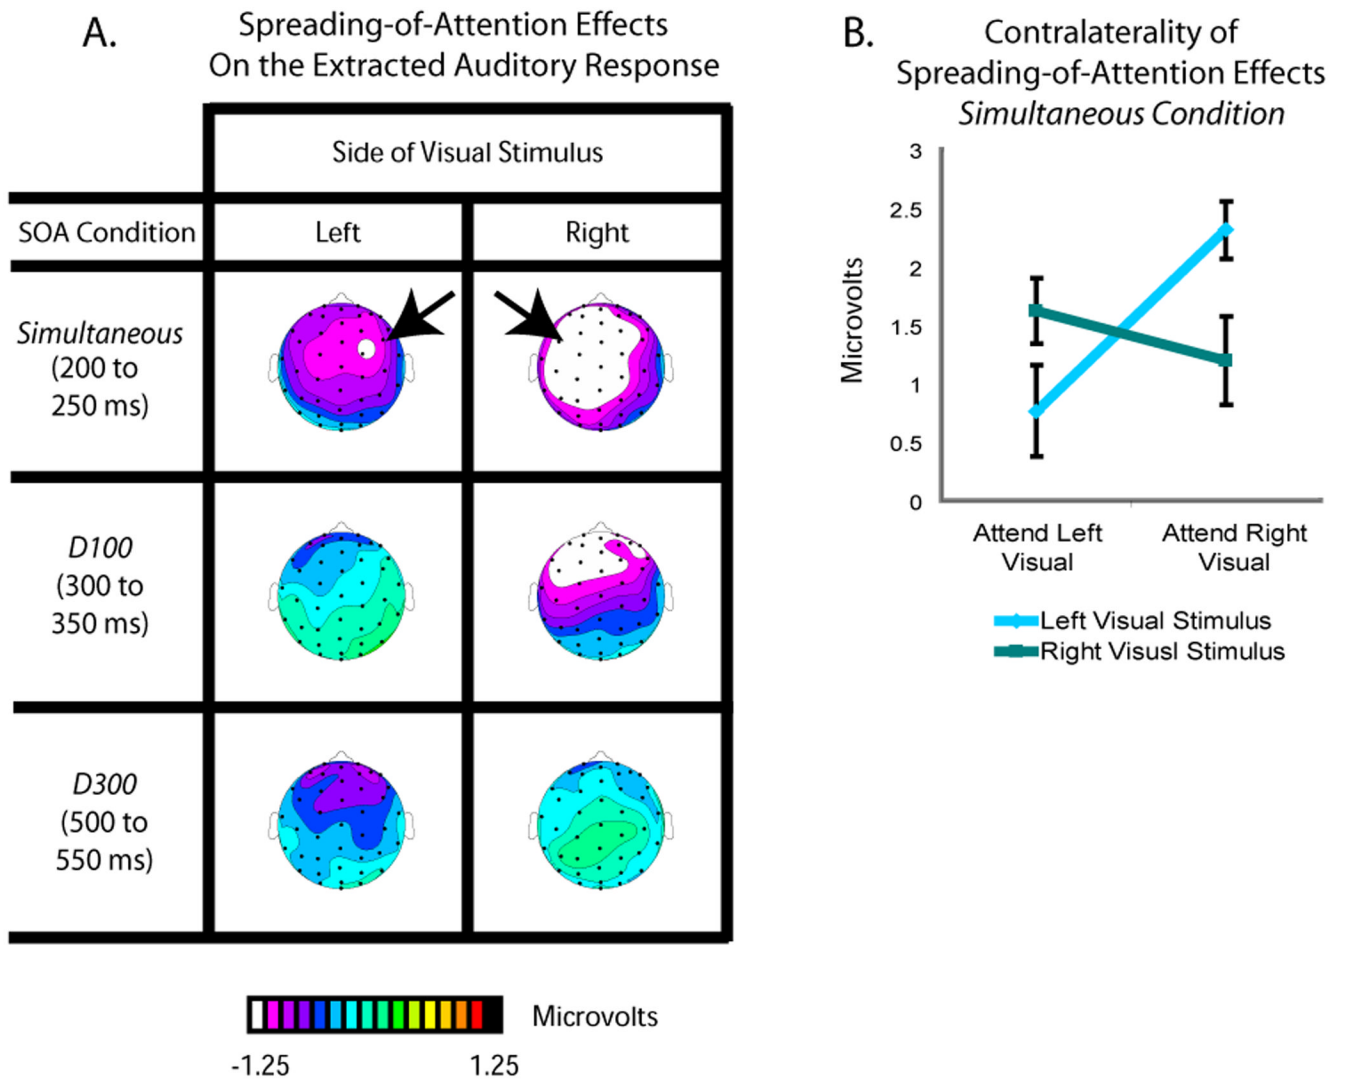 A.
Spreading-of-Attention Effects
On the Extracted Auditory Response
Side of Visual Stimulus
SOA Condition
Left
Right
Simultaneous
(200 to
250 ms)
D100
(300 to
350 ms)
D300
(500 to
550 ms)
Microvolts
-1.25
1.25
B.
Contralaterality of
Spreading-of-Attention Effects
Simultaneous Condition
Microvolts
3
2.5
2
1.5
1
0.5
0
Attend Left
Visual
Attend Right
Visual
Left Visual Stimulus
Right Visusl Stimulus